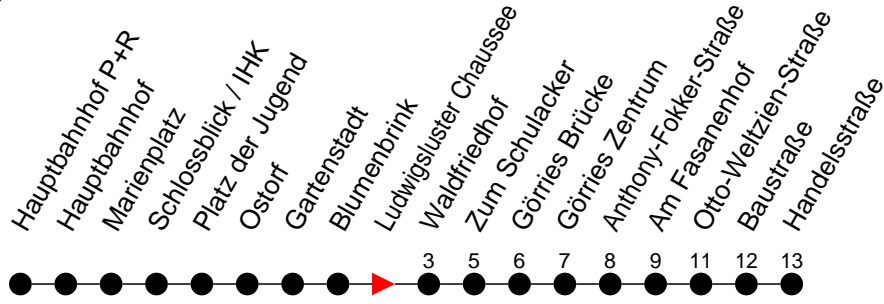 Hauptbahnhof P+R
Hauptbahnhof
Marienplatz
Schlossblick / IHK
Platz der Jugend
Ostorf
Gartenstadt
Blumenbrink
Ludwigsluster Chaussee
Waldfriedhof
Zum Schulacker
Görries Brücke
Görries Zentrum
Anthony-Fokker-Straße
Am Fasanenhof
Otto-Weltzien-Straße
Baustraße
Handelsstraße
3 5 6 7 8 9 11 12 13